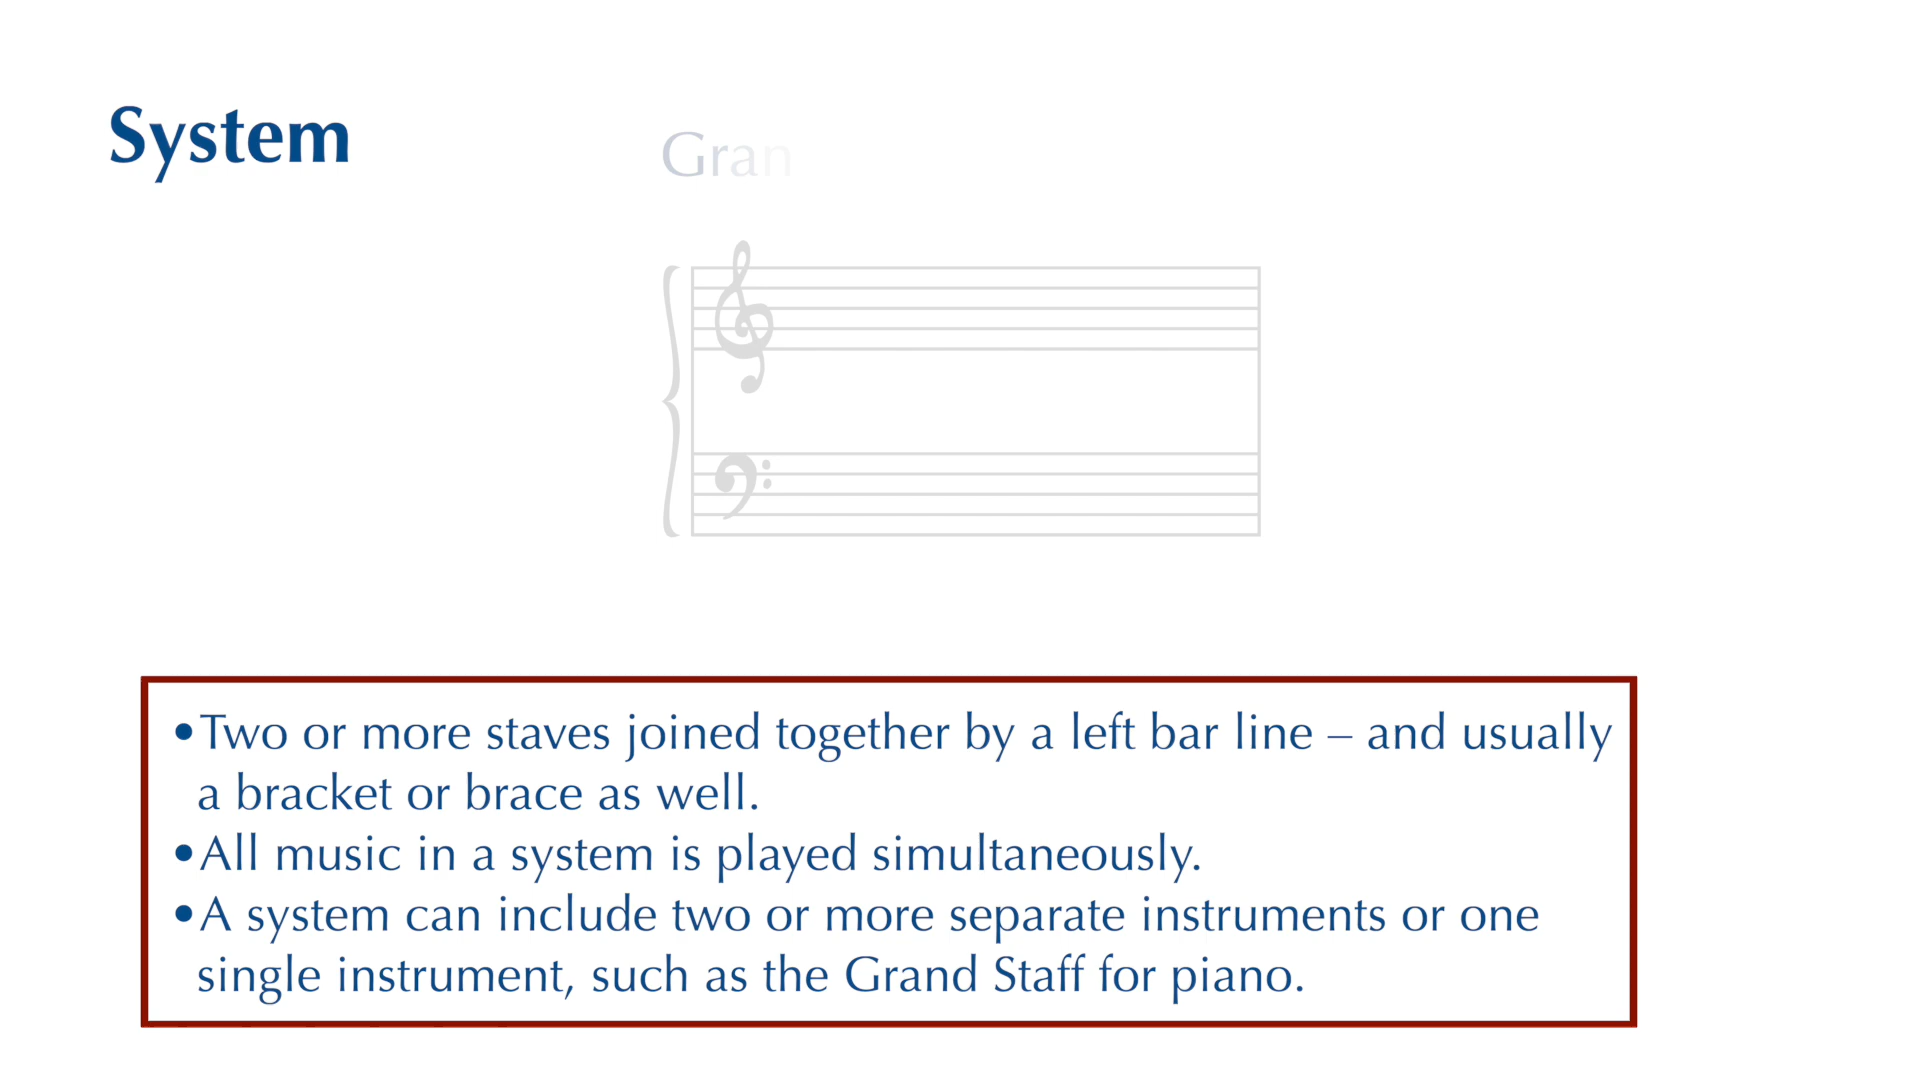 System
Gran
•Two or more staves joined together by a left bar line – and usually
a bracket or brace as well.
•All music in a system is played simultaneously.
•A system can include two or more separate instruments or one
single instrument, such as the Grand Staff for piano.